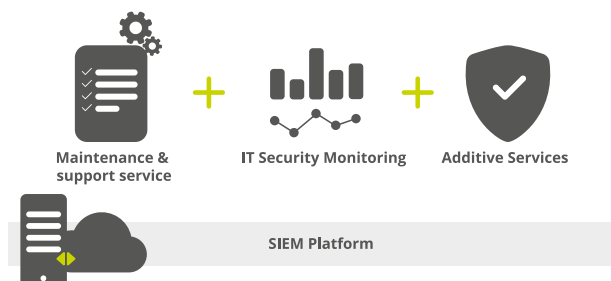 Maintenance &
support service
IT Security Monitoring
Additive Services
SIEM Platform